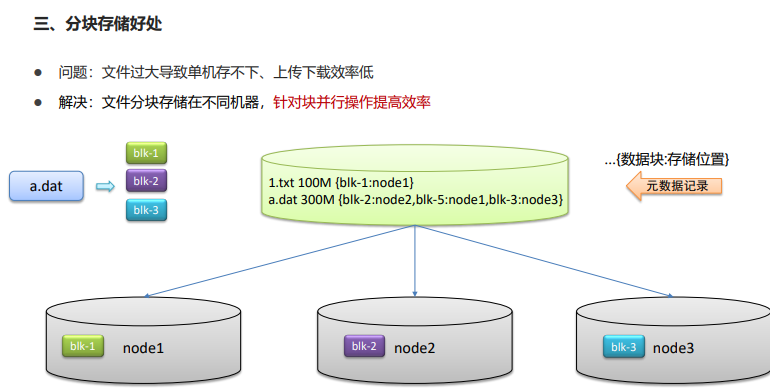 三、分块存储好处
● 问题：文件过大导致单机存不下、上传下载效率低
● 解决：文件分块存储在不同机器，针对块并行操作提高效率
a.dat
blk-1
blk-2
blk-3
1.txt 100M {blk-1:node1}
a.dat 300M {blk-2:node2,blk-5:node1,blk-3:node3}
...{数据块:存储位置}
元数据记录
blk-1 node1
blk-2 node2
blk-3 node3